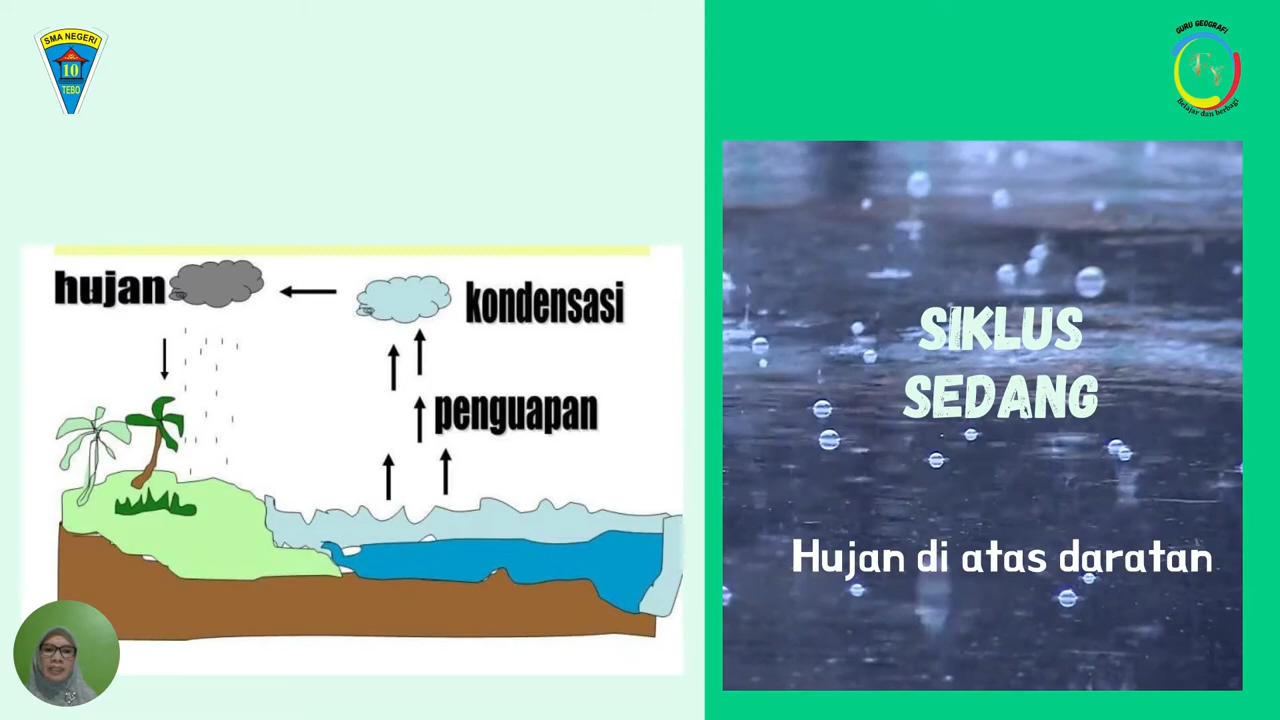 SMA NEGERI
10
TEBO
GURU GEOGRAFI
Belajar dan berbagi
hujan
kondensasi
penguapan
SIKLUS
SEDANG
Hujan di atas daratan